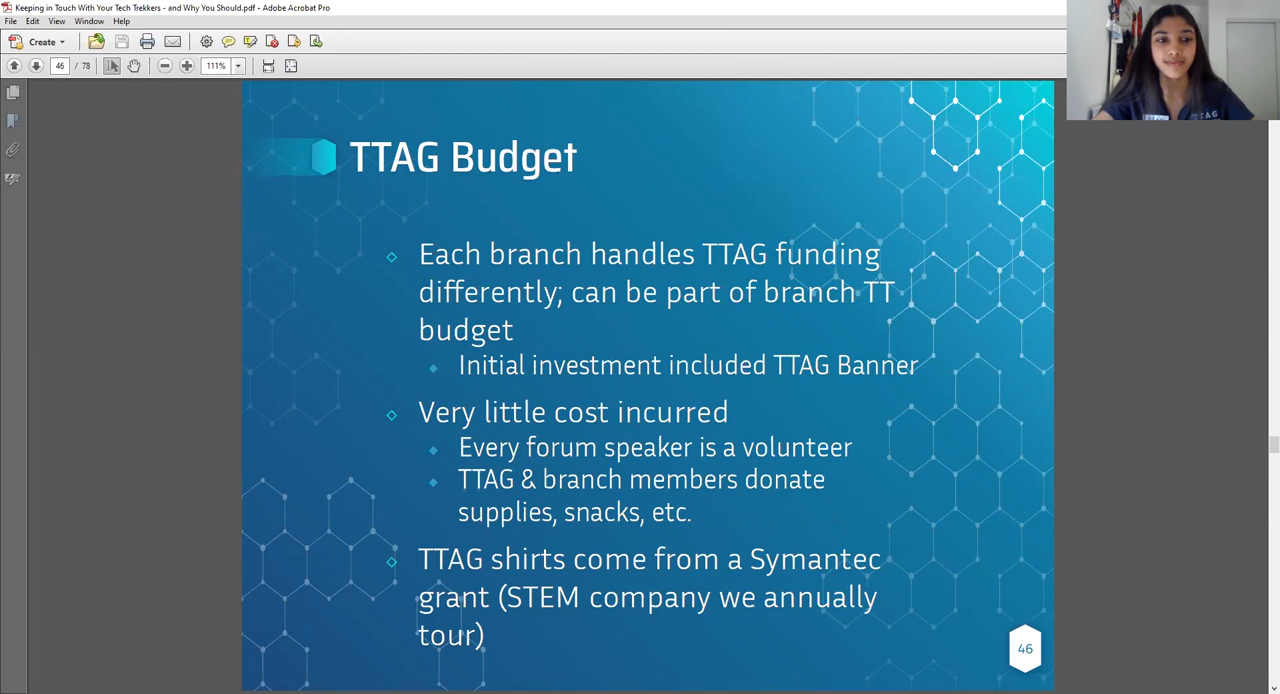 Keeping in Touch With Your Tech Trekkers - and Why You Should.pdf - Adobe Acrobat Pro
File Edit View Window Help
Create
46 / 78 111%
TTAG Budget
Each branch handles TTAG funding
differently; can be part of branch TT
budget
Initial investment included TTAG Banner
Very little cost incurred
Every forum speaker is a volunteer
TTAG & branch members donate
supplies, snacks, etc.
TTAG shirts come from a Symantec
grant (STEM company we annually
tour)
46